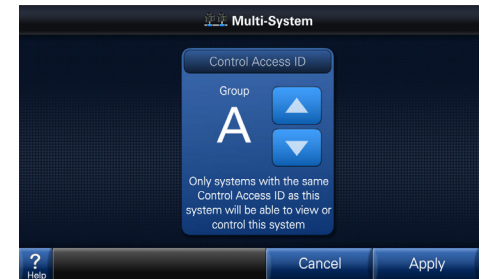 Multi-System
Control Access ID
Group
A
Only systems with the same
Control Access ID as this
system will be able to view or
control this system
?
Help
Cancel
Apply